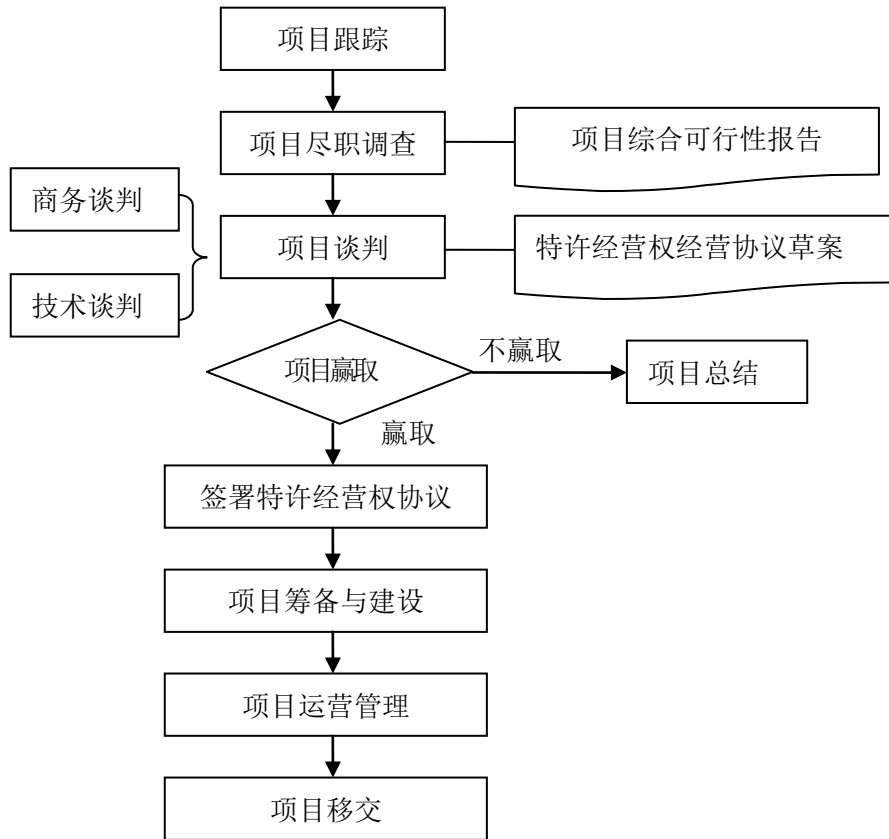 项目跟踪
项目尽职调查
项目综合可行性报告
商务谈判
项目谈判
特许经营权经营协议草案
技术谈判
项目赢取
不赢取
项目总结
赢取
签署特许经营权协议
项目筹备与建设
项目运营管理
项目移交